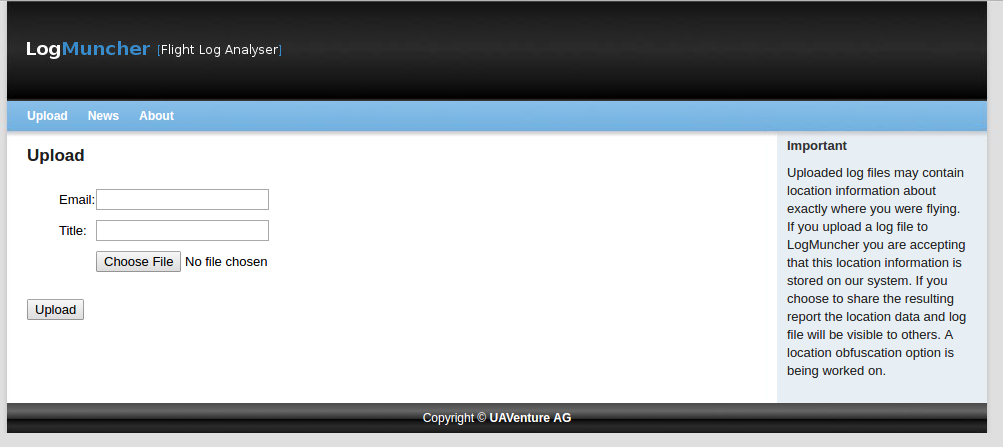 LogMuncher [Flight Log Analyser]
Upload News About
Upload
Email:
Title:
Choose File No file chosen
Upload
Important
Uploaded log files may contain
location information about
exactly where you were flying.
If you upload a log file to
LogMuncher you are accepting
that this location information is
stored on our system. If you
choose to share the resulting
report the location data and log
file will be visible to others. A
location obfuscation option is
being worked on.
Copyright © UAVenture AG